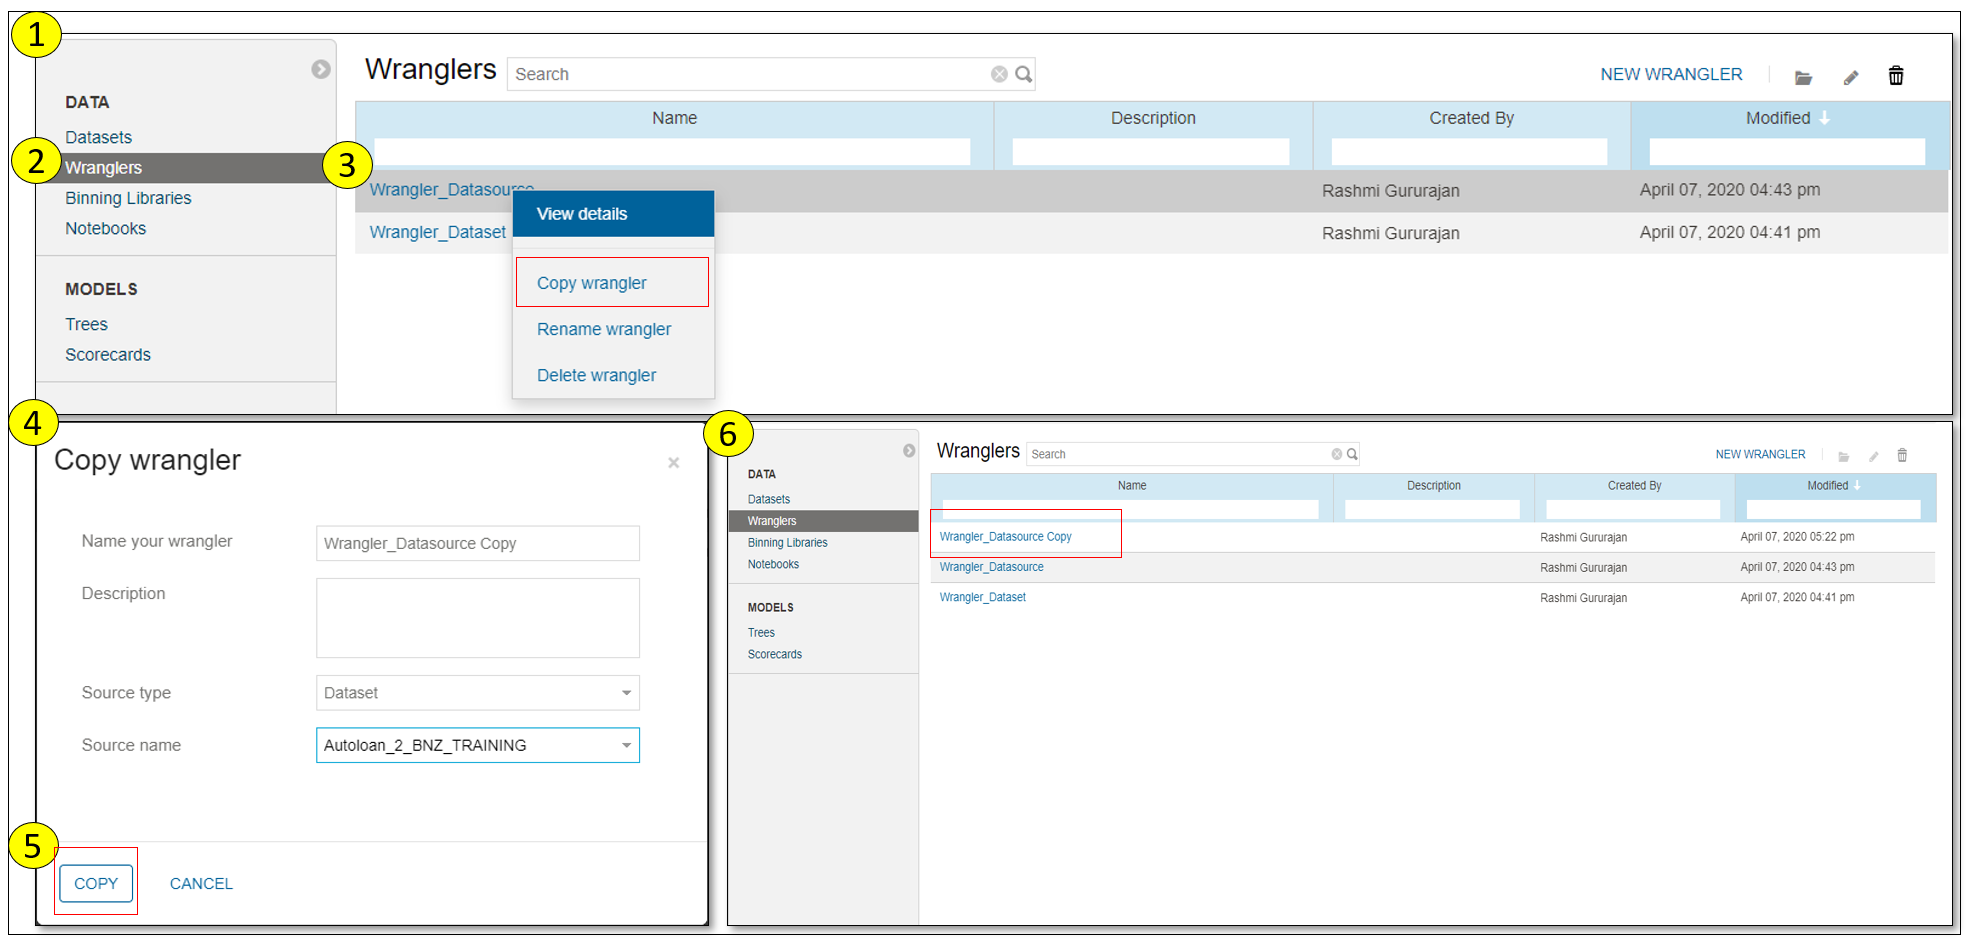 1
DATA
Datasets
2
Wranglers
Binning Libraries
Notebooks
MODELS
Trees
Scorecards
Wranglers
Search
NEW WRANGLER
Name
Description
Created By
Modified
3
Wrangler_Datasource
Rashmi Gururajan
April 07, 2020 04:43 pm
Wrangler_Dataset
Rashmi Gururajan
April 07, 2020 04:41 pm
View details
Copy wrangler
Rename wrangler
Delete wrangler
4
Copy wrangler
Name your wrangler
Wrangler_Datasource Copy
Description
Source type
Dataset
Source name
Autoloan_2_BNZ_TRAINING
5
COPY
CANCEL
6
DATA
Datasets
Wranglers
Binning Libraries
Notebooks
MODELS
Trees
Scorecards
Wranglers
Search
NEW WRANGLER
Name
Description
Created By
Modified
Wrangler_Datasource Copy
Rashmi Gururajan
April 07, 2020 05:22 pm
Wrangler_Datasource
Rashmi Gururajan
April 07, 2020 04:43 pm
Wrangler_Dataset
Rashmi Gururajan
April 07, 2020 04:41 pm